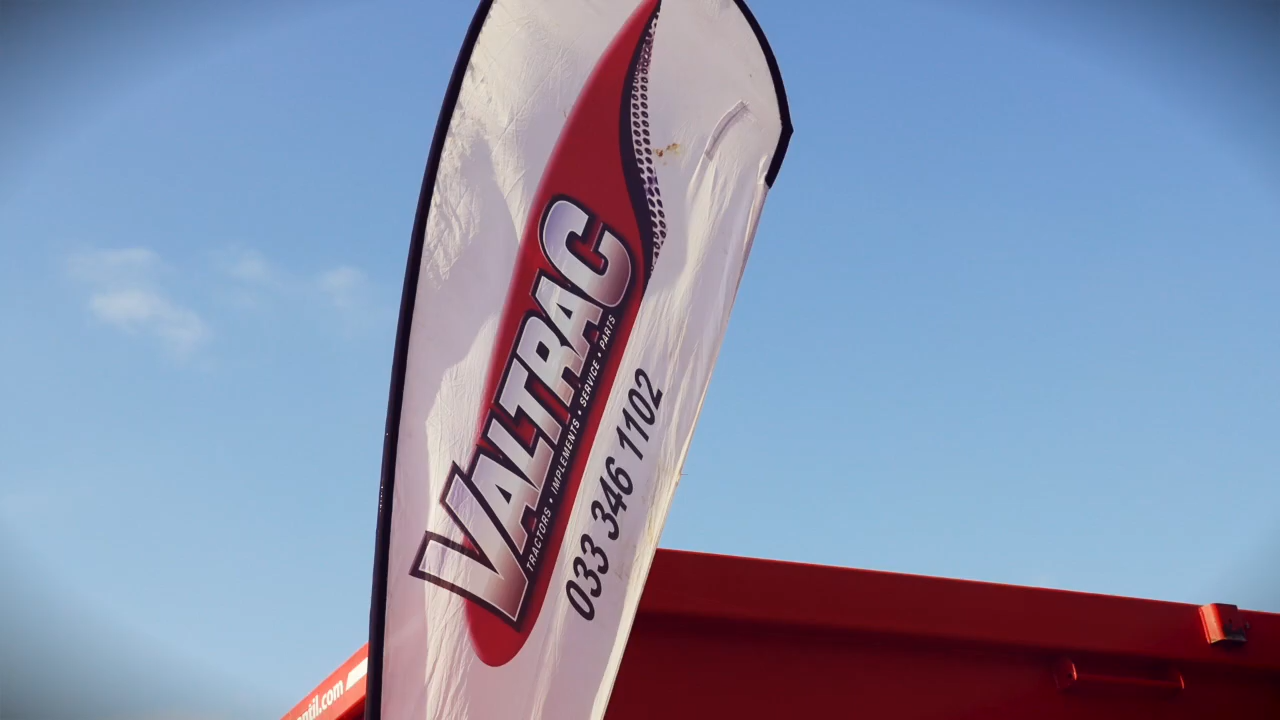 VALTRAC
TRACTORS • IMPLEMENTS • SERVICE • PARTS
033 346 1102